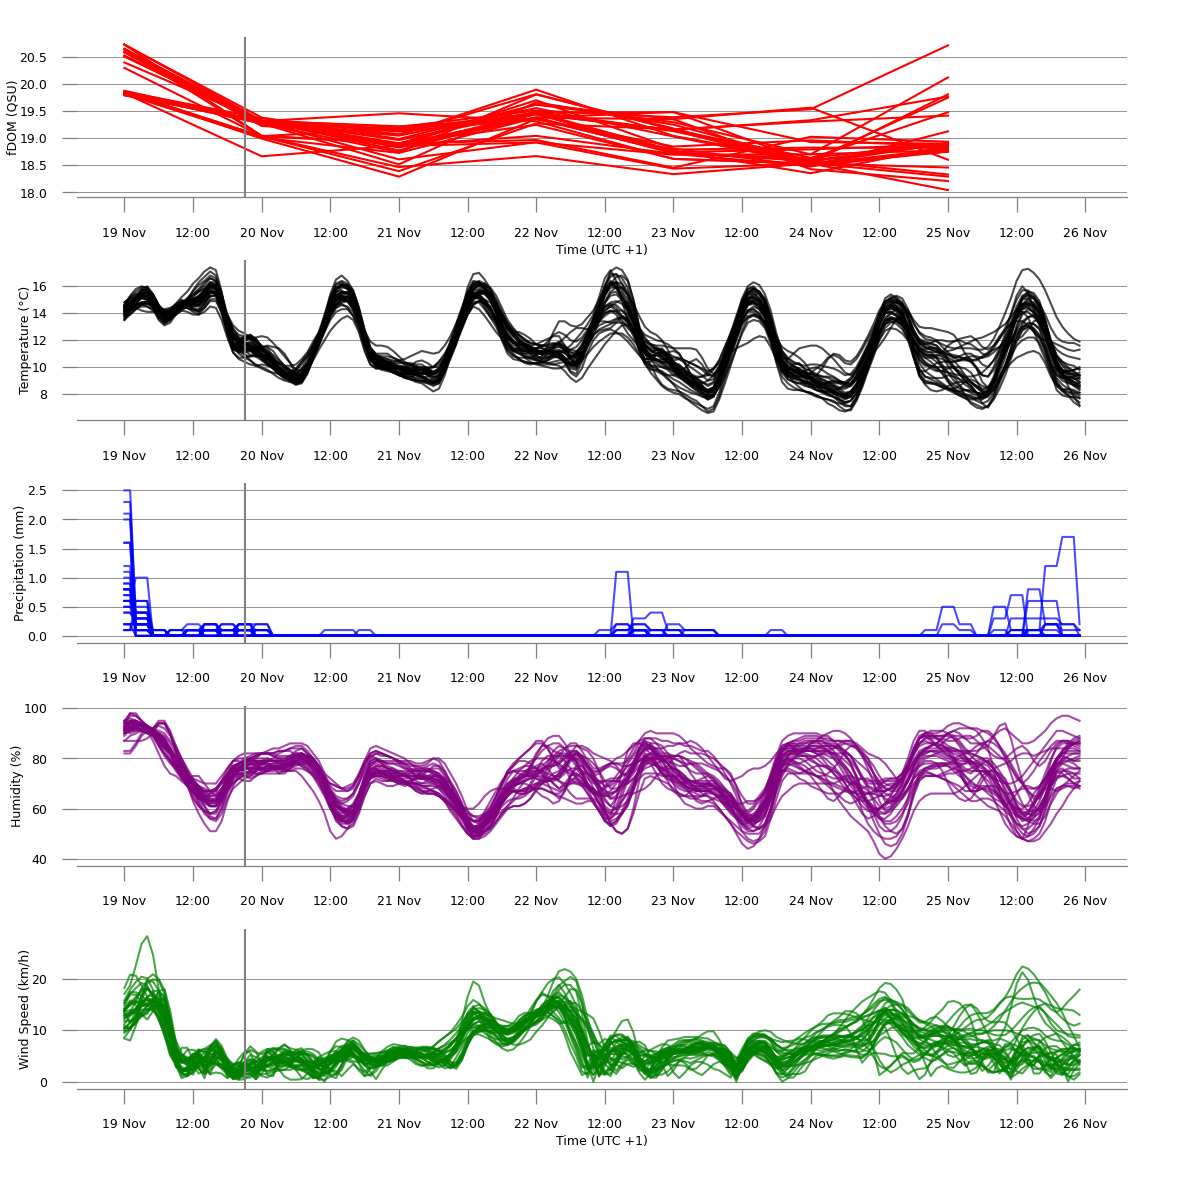 fDOM (QSU)
20.5
20.0
19.5
19.0
18.5
18.0
19 Nov 12:00 20 Nov 12:00 21 Nov 12:00 22 Nov 12:00 23 Nov 12:00 24 Nov 12:00 25 Nov 12:00 26 Nov
Time (UTC +1)
Temperature (°C)
16
14
12
10
8
19 Nov 12:00 20 Nov 12:00 21 Nov 12:00 22 Nov 12:00 23 Nov 12:00 24 Nov 12:00 25 Nov 12:00 26 Nov
Precipitation (mm)
2.5
2.0
1.5
1.0
0.5
0.0
19 Nov 12:00 20 Nov 12:00 21 Nov 12:00 22 Nov 12:00 23 Nov 12:00 24 Nov 12:00 25 Nov 12:00 26 Nov
Humidity (%)
100
80
60
40
19 Nov 12:00 20 Nov 12:00 21 Nov 12:00 22 Nov 12:00 23 Nov 12:00 24 Nov 12:00 25 Nov 12:00 26 Nov
Wind Speed (km/h)
20
10
0
19 Nov 12:00 20 Nov 12:00 21 Nov 12:00 22 Nov 12:00 23 Nov 12:00 24 Nov 12:00 25 Nov 12:00 26 Nov
Time (UTC +1)